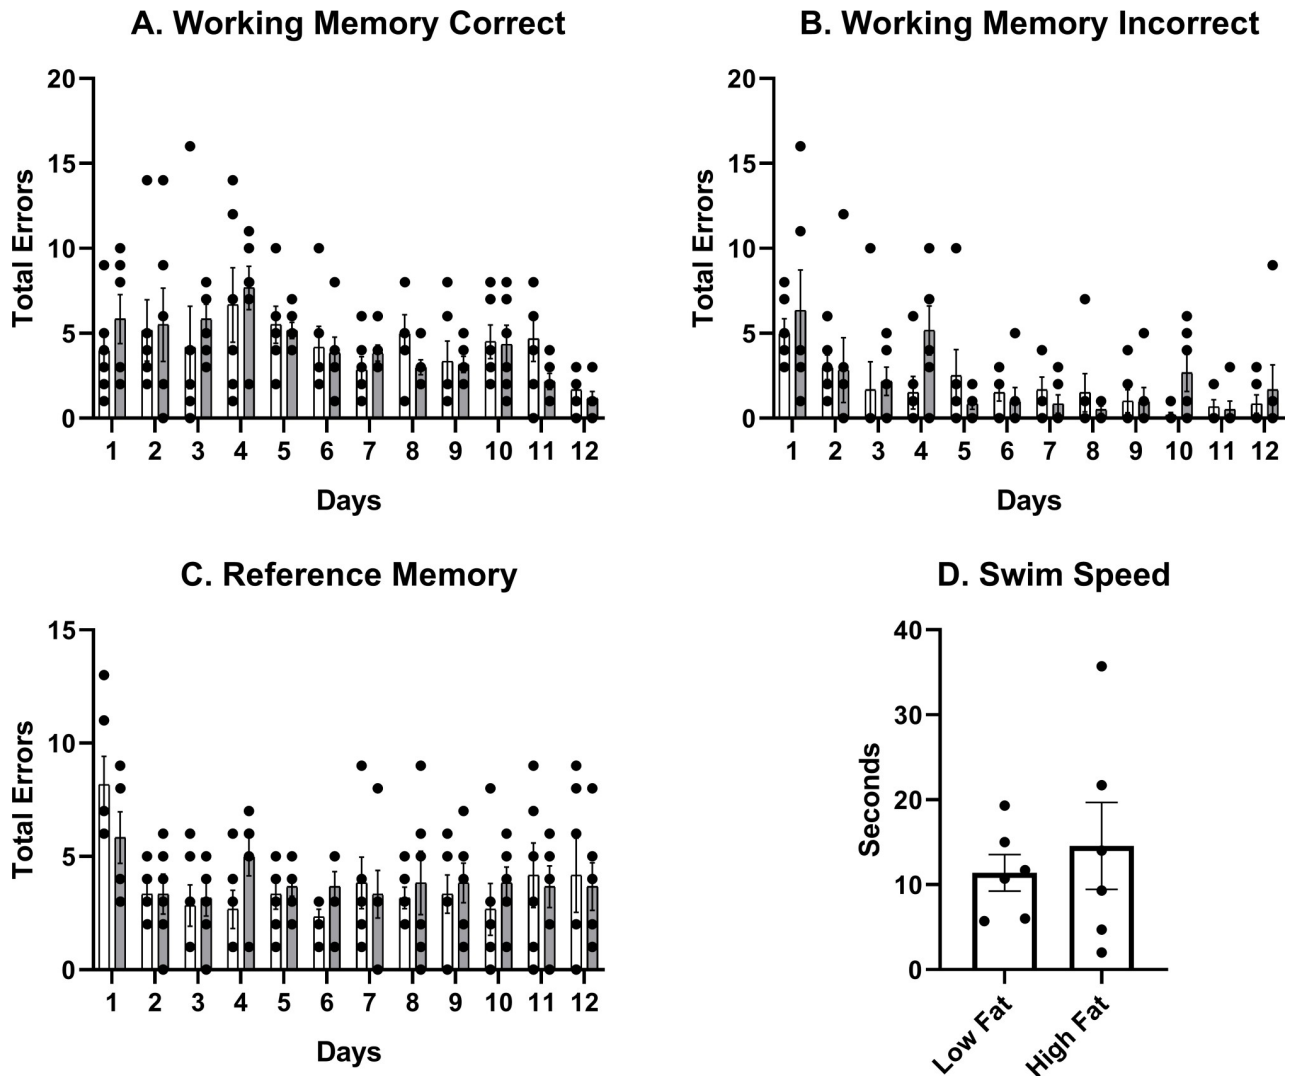 A. Working Memory Correct
20
15
10
5
0
Total Errors
1 2 3 4 5 6 7 8 9 10 11 12
Days
B. Working Memory Incorrect
20
15
10
5
0
Total Errors
1 2 3 4 5 6 7 8 9 10 11 12
Days
C. Reference Memory
15
10
5
0
Total Errors
1 2 3 4 5 6 7 8 9 10 11 12
Days
D. Swim Speed
40
30
20
10
0
Seconds
Low Fat
High Fat